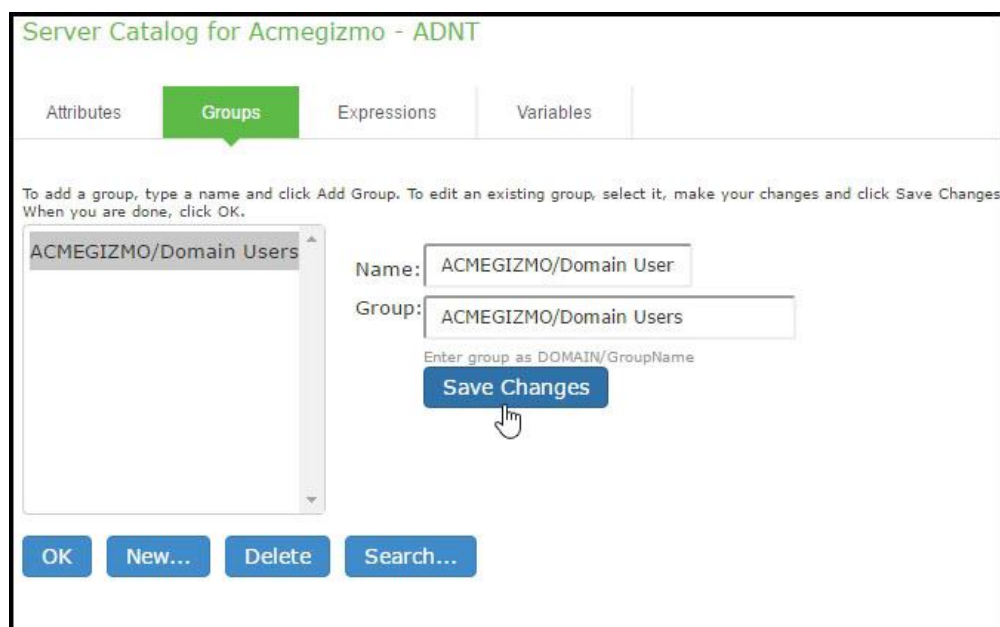 Server Catalog for Acmegizmo - ADNT
Attributes Groups Expressions Variables
To add a group, type a name and click Add Group. To edit an existing group, select it, make your changes and click Save Changes
When you are done, click OK.
ACMEGIZMO/Domain Users
Name: ACMEGIZMO/Domain User
Group: ACMEGIZMO/Domain Users
Enter group as DOMAIN/GroupName
Save Changes
OK New... Delete Search...